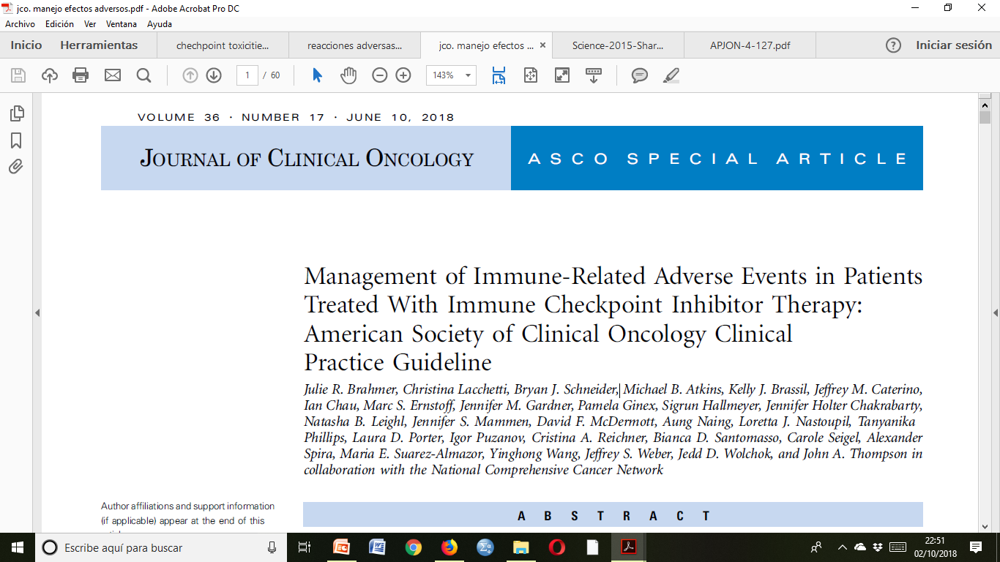 jco. manejo efectos adversos.pdf - Adobe Acrobat Pro DC
Archivo Edición Ver Ventana Ayuda
Inicio Herramientas chechpoint toxicitie... reacciones adversas... jco. manejo efectos ... × Science-2015-Shar... APJON-4-127.pdf Iniciar sesión
1 / 60 143%
VOLUME 36 · NUMBER 17 · JUNE 10, 2018
JOURNAL OF CLINICAL ONCOLOGY ASCO SPECIAL ARTICLE
Management of Immune-Related Adverse Events in Patients
Treated With Immune Checkpoint Inhibitor Therapy:
American Society of Clinical Oncology Clinical
Practice Guideline
Julie R. Brahmer, Christina Lacchetti, Bryan J. Schneider, Michael B. Atkins, Kelly J. Brassil, Jeffrey M. Caterino,
Ian Chau, Marc S. Ernstoff, Jennifer M. Gardner, Pamela Ginex, Sigrun Hallmeyer, Jennifer Holter Chakrabarty,
Natasha B. Leighl, Jennifer S. Mammen, David F. McDermott, Aung Naing, Loretta J. Nastoupil, Tanyanika
Phillips, Laura D. Porter, Igor Puzanov, Cristina A. Reichner, Bianca D. Santomasso, Carole Seigel, Alexander
Spira, Maria E. Suarez-Almazor, Yinghong Wang, Jeffrey S. Weber, Jedd D. Wolchok, and John A. Thompson in
collaboration with the National Comprehensive Cancer Network
Author affiliations and support information
(if applicable) appear at the end of this
ABSTRACT
Escribe aquí para buscar
22:51
02/10/2018